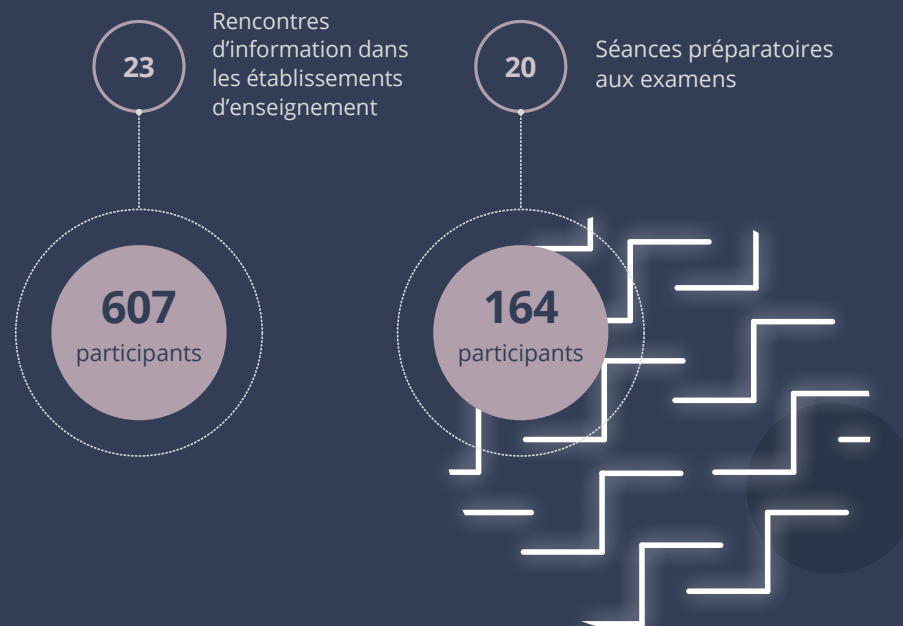 23
Rencontres
d’information dans
les établissements
d’enseignement
607
participants
20
Séances préparatoires
aux examens
164
participants